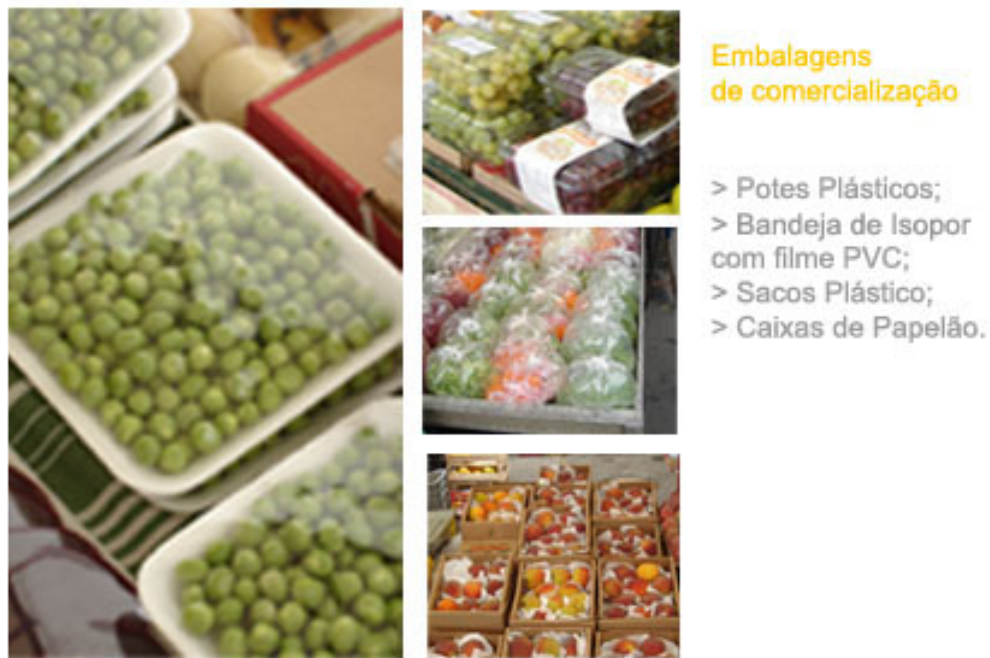 Embalagens
de comercialização
> Potes Plásticos;
> Bandeja de Isopor
com filme PVC;
> Sacos Plástico;
> Caixas de Papelão.